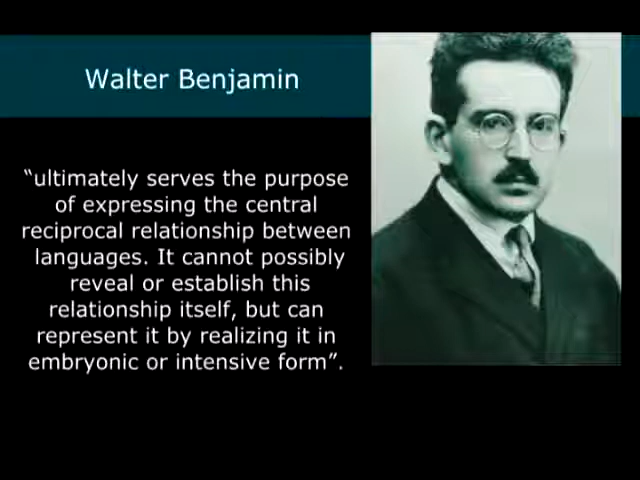 Walter Benjamin
“ultimately serves the purpose
of expressing the central
reciprocal relationship between
languages. It cannot possibly
reveal or establish this
relationship itself, but can
represent it by realizing it in
embryonic or intensive form”.